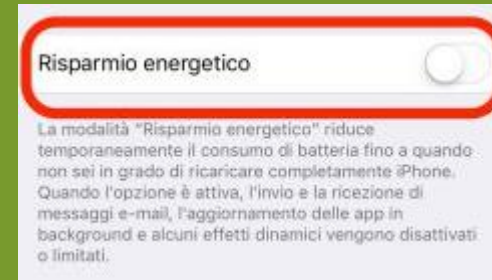 Risparmio energetico
La modalità "Risparmio energetico" riduce
temporaneamente il consumo di batteria fino a quando
non sei in grado di ricaricare completamente iPhone.
Quando l'opzione è attiva, l'invio e la ricezione di
messaggi e-mail, l'aggiornamento delle app in
background e alcuni effetti dinamici vengono disattivati
o limitati.